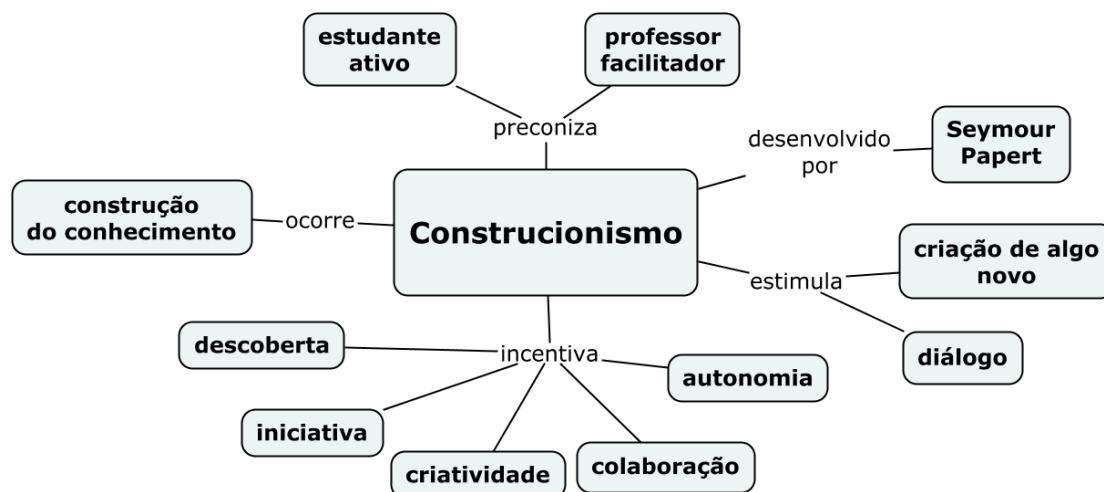 estudante
ativo
professor
facilitador
preconiza
desenvolvido
por
Seymour
Papert
construção
do conhecimento
ocorre
Construcionismo
criação de algo
novo
estimula
diálogo
descoberta
incentiva
autonomia
iniciativa
criatividade
colaboração